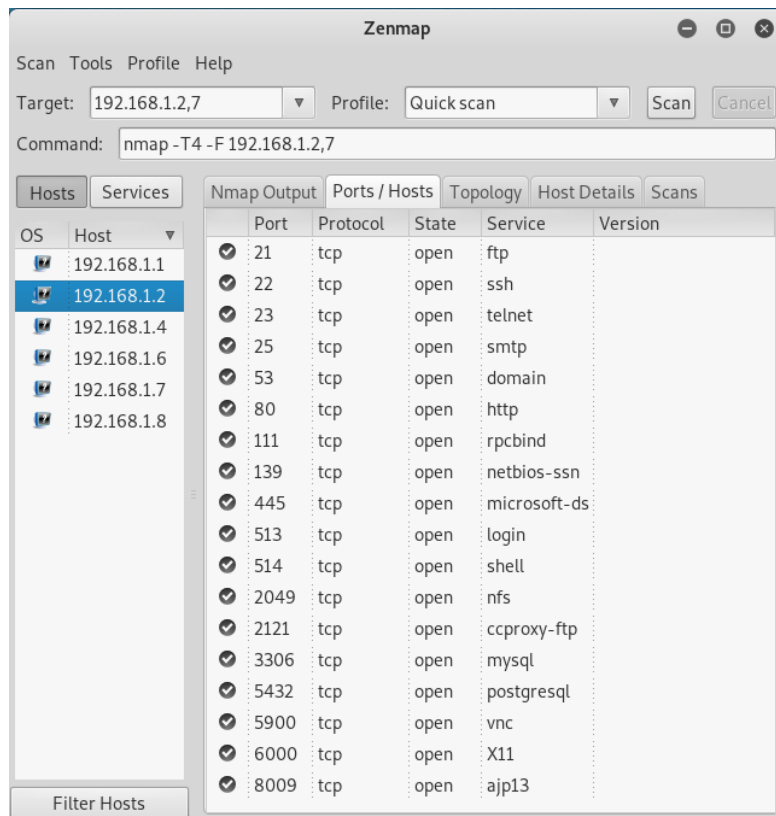 Zenmap
Scan Tools Profile Help
Target: 192.168.1.2,7 Profile: Quick scan Scan Cancel
Command: nmap -T4 -F 192.168.1.2,7
Hosts Services
OS Host
192.168.1.1
192.168.1.2
192.168.1.4
192.168.1.6
192.168.1.7
192.168.1.8
Filter Hosts
Nmap Output Ports / Hosts Topology Host Details Scans
Port Protocol State Service Version
21 tcp open ftp
22 tcp open ssh
23 tcp open telnet
25 tcp open smtp
53 tcp open domain
80 tcp open http
111 tcp open rpcbind
139 tcp open netbios-ssn
445 tcp open microsoft-ds
513 tcp open login
514 tcp open shell
2049 tcp open nfs
2121 tcp open ccproxy-ftp
3306 tcp open mysql
5432 tcp open postgresql
5900 tcp open vnc
6000 tcp open X11
8009 tcp open ajp13